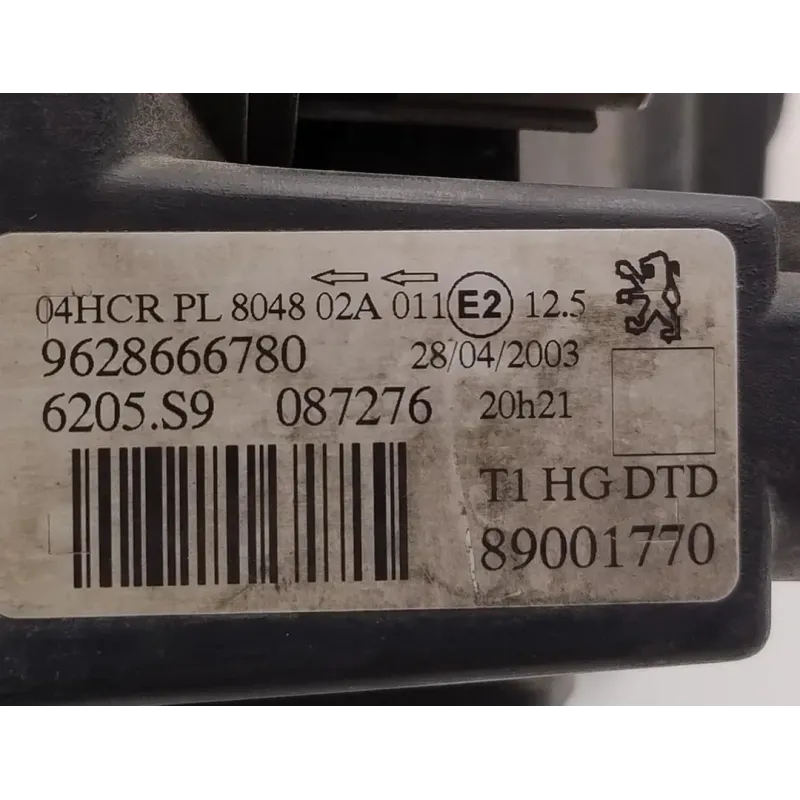 04HCR PL 8048 02A 011 E2 12.5
9628666780 28/04/2003
6205.S9 087276 20h21
T1 HG DTD
89001770